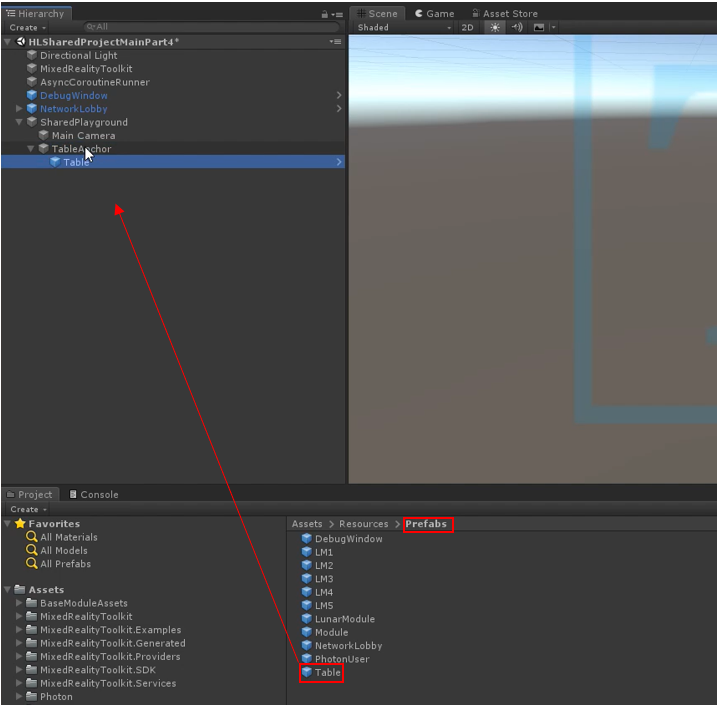 Hierarchy
Create
All
HLSharedProjectMainPart4*
Directional Light
MixedRealityToolkit
AsyncCoroutineRunner
DebugWindow
NetworkLobby
SharedPlayground
Main Camera
TableAnchor
Table
Scene Game Asset Store
Shaded 2D
Project Console
Create
Favorites
All Materials
All Models
All Prefabs
Assets
BaseModuleAssets
MixedRealityToolkit
MixedRealityToolkit.Examples
MixedRealityToolkit.Generated
MixedRealityToolkit.Providers
MixedRealityToolkit.SDK
MixedRealityToolkit.Services
Photon
Assets > Resources > Prefabs
DebugWindow
LM1
LM2
LM3
LM4
LM5
LunarModule
Module
NetworkLobby
PhotonUser
Table